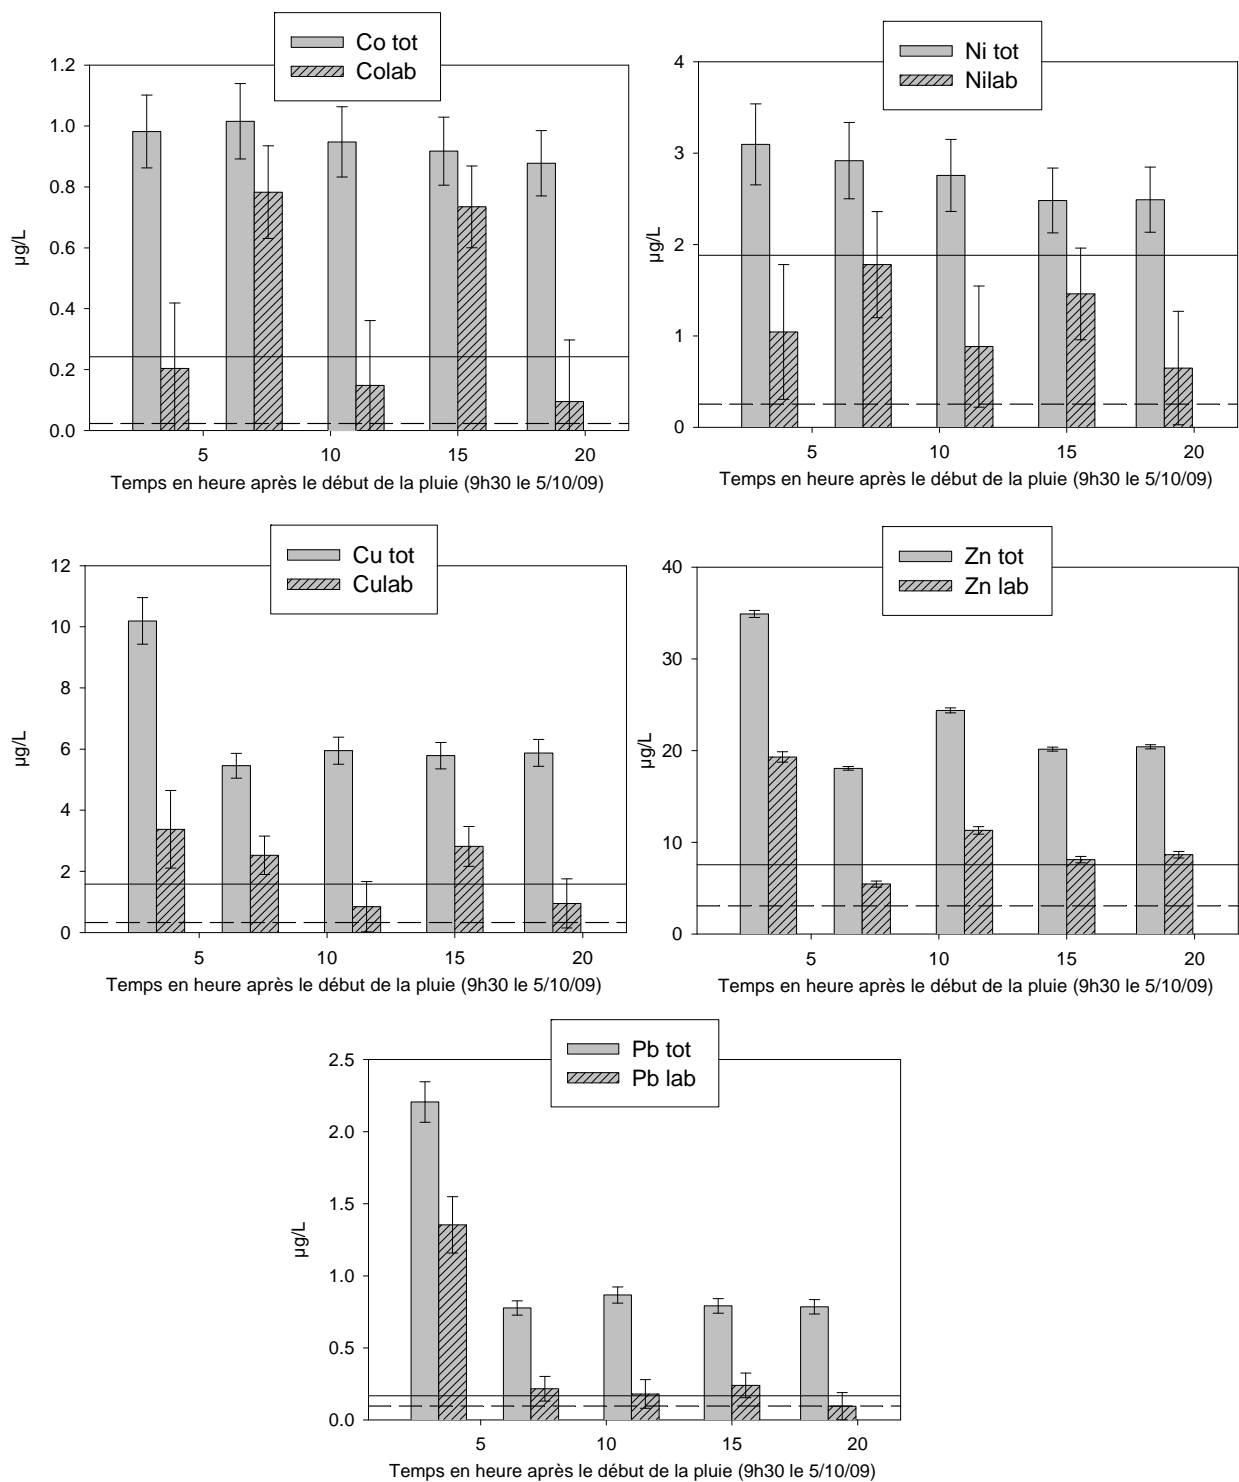 Co tot
Colab
1.2
1.0
0.8
0.6
0.4
0.2
0.0
µg/L
5
10
15
20
Temps en heure après le début de la pluie (9h30 le 5/10/09)
Ni tot
Nilab
4
3
2
1
0
µg/L
5
10
15
20
Temps en heure après le début de la pluie (9h30 le 5/10/09)
Cu tot
Culab
12
10
8
6
4
2
0
µg/L
5
10
15
20
Temps en heure après le début de la pluie (9h30 le 5/10/09)
Zn tot
Zn lab
40
30
20
10
0
µg/L
5
10
15
20
Temps en heure après le début de la pluie (9h30 le 5/10/09)
Pb tot
Pb lab
2.5
2.0
1.5
1.0
0.5
0.0
µg/L
5
10
15
20
Temps en heure après le début de la pluie (9h30 le 5/10/09)